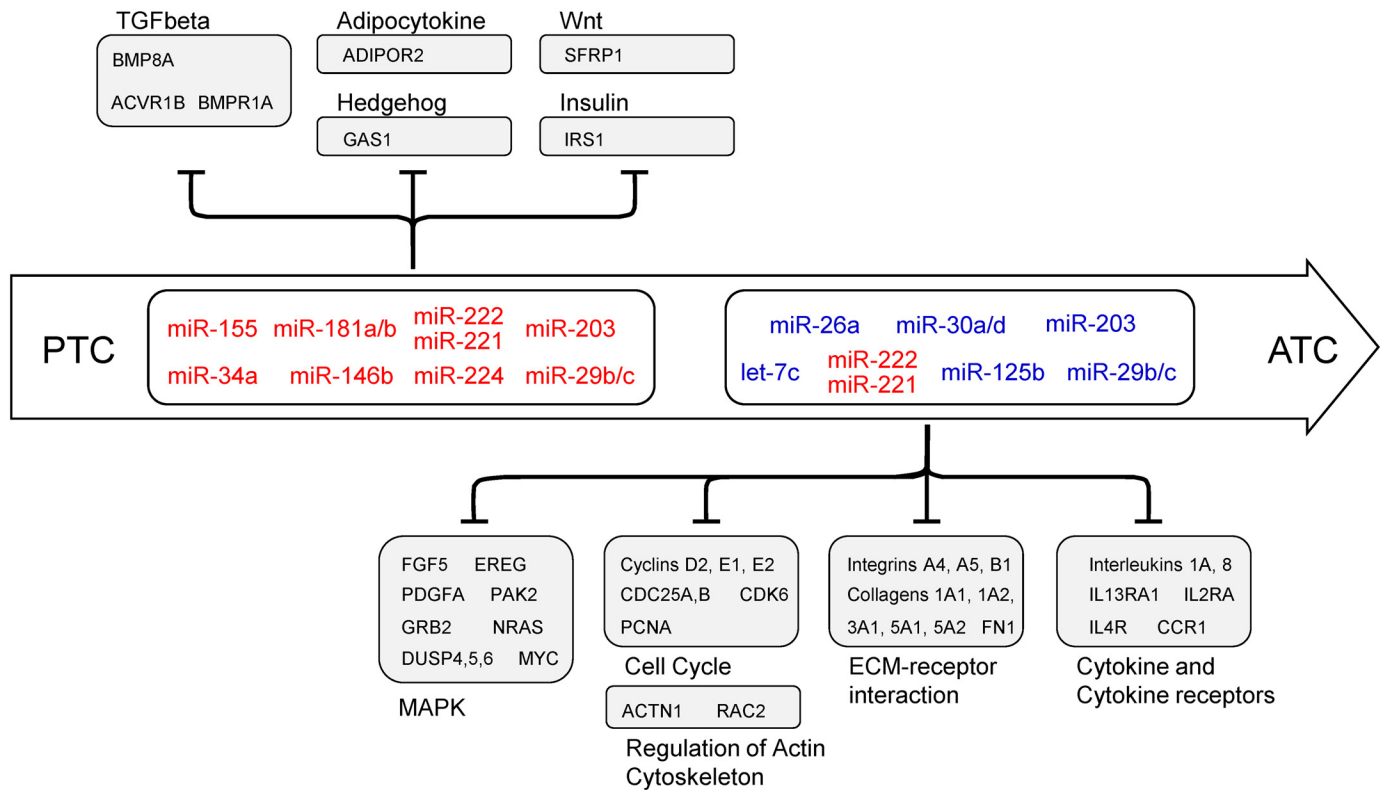 TGFbeta
BMP8A
ACVR1B BMPR1A
Adipocytokine
ADIPOR2
Hedgehog
GAS1
Wnt
SFRP1
Insulin
IRS1
PTC
miR-155 miR-181a/b miR-222 miR-203
miR-221
miR-34a miR-146b miR-224 miR-29b/c
miR-26a miR-30a/d miR-203
let-7c miR-222 miR-125b miR-29b/c
miR-221
ATC
FGF5 EREG
PDGFA PAK2
GRB2 NRAS
DUSP4,5,6 MYC
MAPK
Cyclins D2, E1, E2
CDC25A,B CDK6
PCNA
Cell Cycle
ACTN1 RAC2
Regulation of Actin
Cytoskeleton
Integrins A4, A5, B1
Collagens 1A1, 1A2,
3A1, 5A1, 5A2 FN1
ECM-receptor
interaction
Interleukins 1A, 8
IL13RA1 IL2RA
IL4R CCR1
Cytokine and
Cytokine receptors